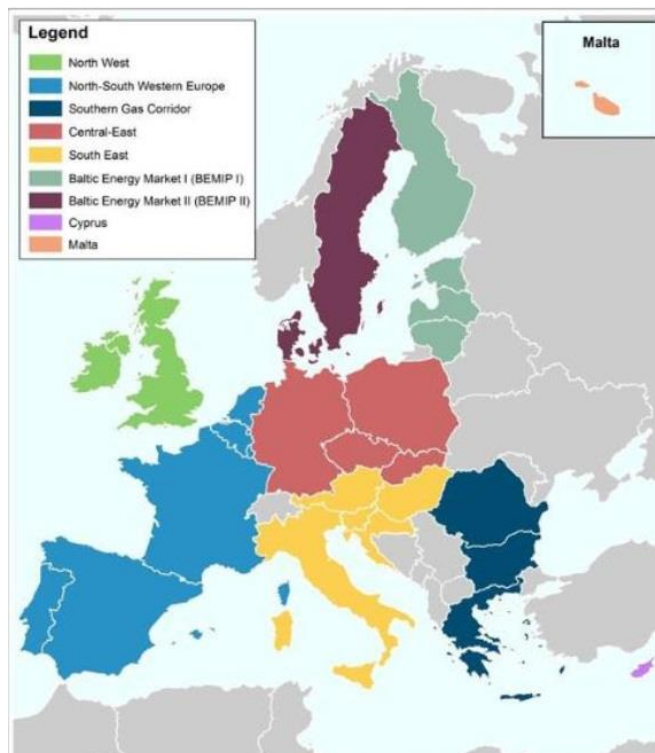 Legend
North West
North-South Western Europe
Southern Gas Corridor
Central-East
South East
Baltic Energy Market I (BEMIP I)
Baltic Energy Market II (BEMIP II)
Cyprus
Malta
Malta